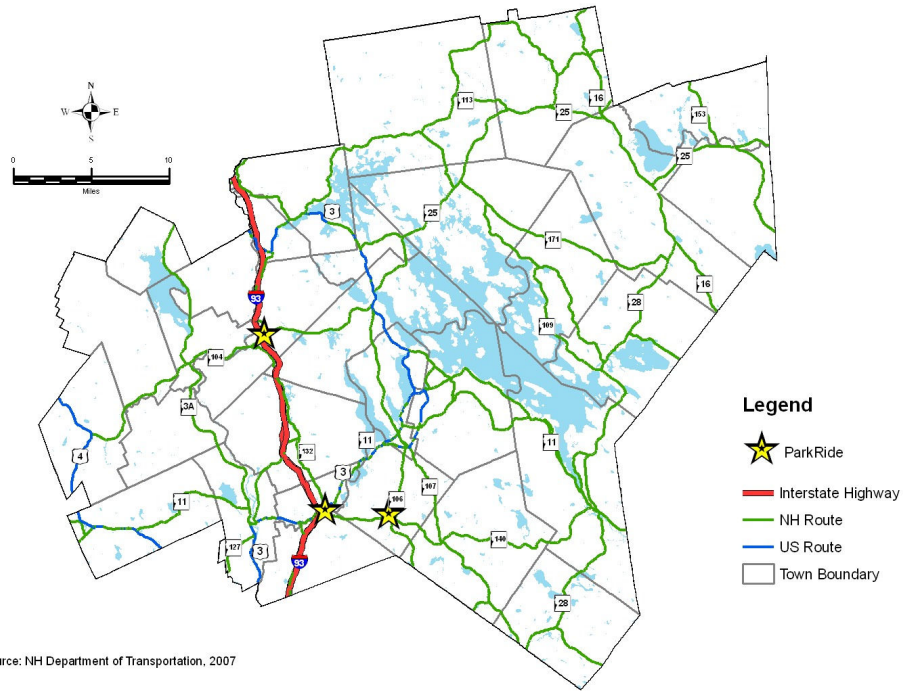 N
W E
S
0 5 10
Miles
113
16
25
153
25
3
25
171
16
28
93
109
104
3A
4
11
132
11
3
107
106
11
127
3
93
140
28
Legend
ParkRide
Interstate Highway
NH Route
US Route
Town Boundary
rce: NH Department of Transportation, 2007